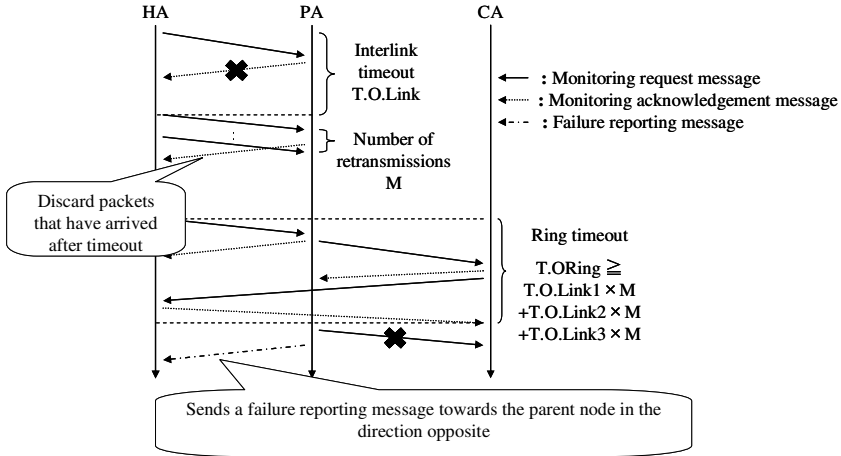 HA
PA
CA
Interlink
timeout
T.O.Link
: Monitoring request message
: Monitoring acknowledgement message
: Failure reporting message
Number of
retransmissions
M
Discard packets
that have arrived
after timeout
Ring timeout
T.ORing ≧
T.O.Link1×M
+T.O.Link2×M
+T.O.Link3×M
Sends a failure reporting message towards the parent node in the
direction opposite